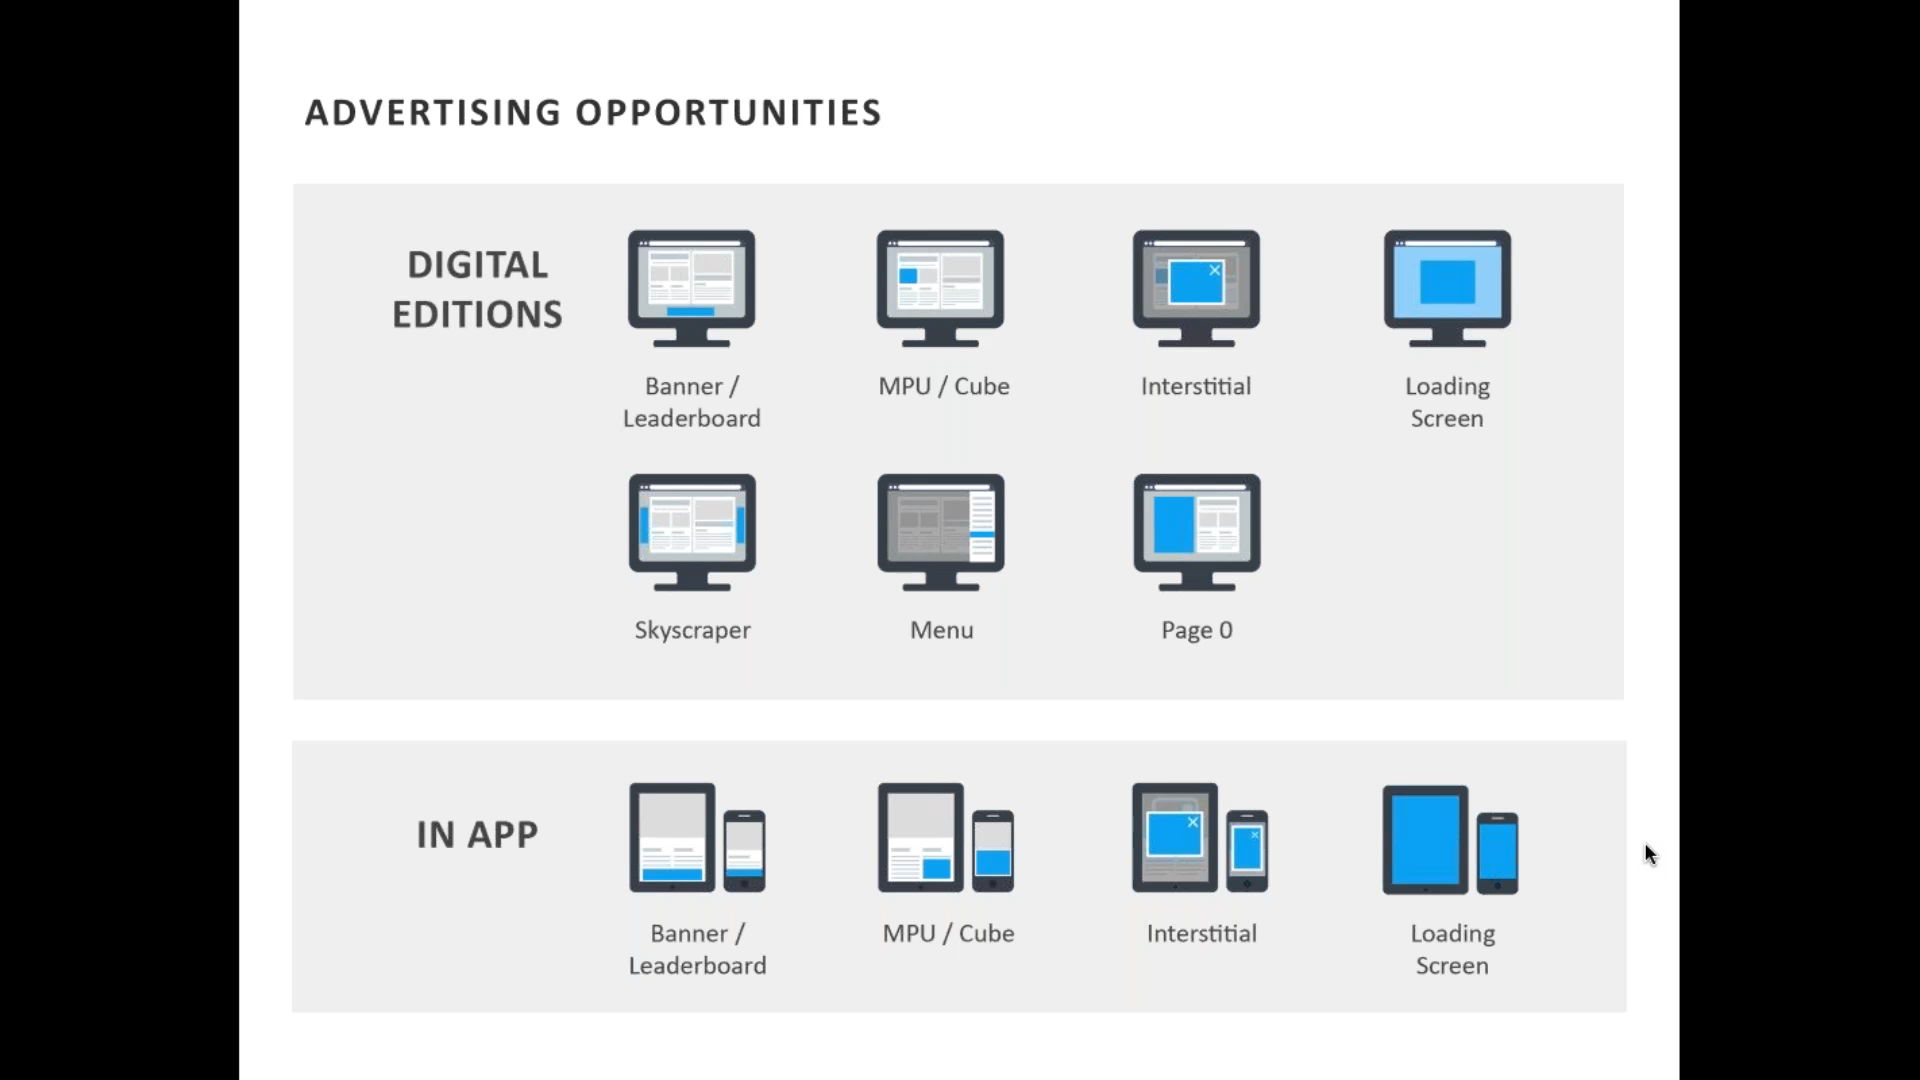 ADVERTISING OPPORTUNITIES
DIGITAL
EDITIONS
Banner /
Leaderboard
MPU / Cube
Interstitial
Loading
Screen
Skyscraper
Menu
Page 0
IN APP
Banner /
Leaderboard
MPU / Cube
Interstitial
Loading
Screen